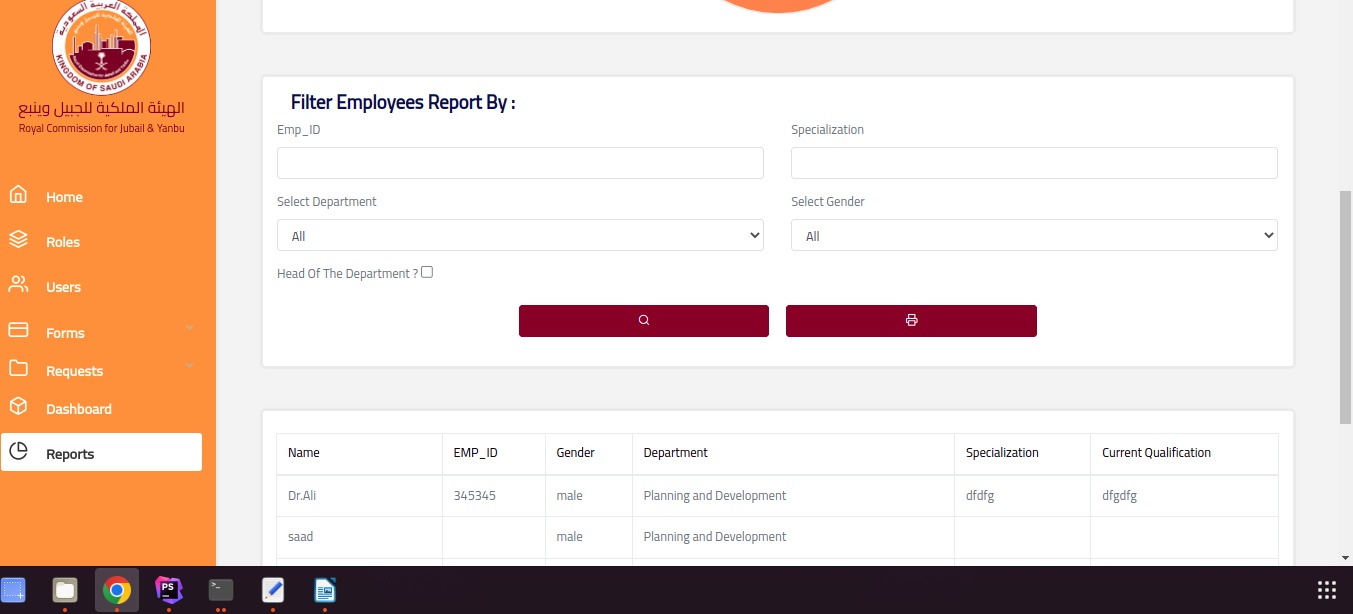 المملكة العربية السعودية
KINGDOM OF SAUDI ARABIA
الهيئة الملكية للجبيل وينبع
Royal Commission for Jubail & Yanbu
Home
Roles
Users
Forms
Requests
Dashboard
Reports
Filter Employees Report By :
Emp_ID Specialization
Select Department Select Gender
All All
Head Of The Department ?
Name EMP_ID Gender Department Specialization Current Qualification
Dr.Ali 345345 male Planning and Development dfdfg dfgdfg
saad male Planning and Development
PS